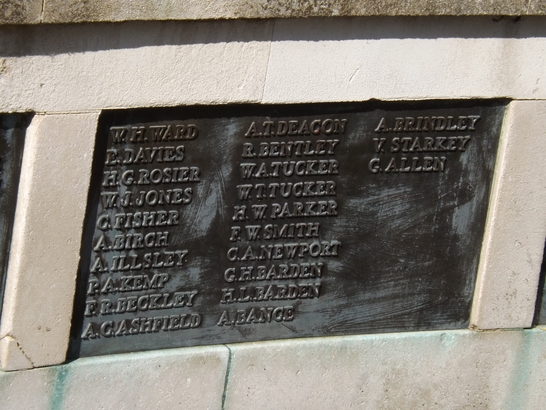 W. H. WARD
B. DAVIES
H. G. ROSIER
W. J. JONES
C. FISHER
A. BIRCH
A. ILLSLEY
P. A. KEMP
F. R. BECKLEY
A. C. ASHFIELD
A. T. DEACON
R. BENTLEY
W. A. TUCKER
W. T. TUCKER
H. W. PARKER
F. W. SMITH
C. A. NEWPORT
G. H. BARDEN
H. L. BARDEN
A. BANCE
A. BRINDLEY
V. STARKEY
G. ALLEN